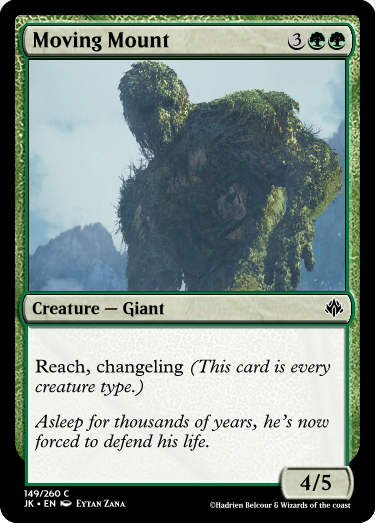 Moving Mount 3
Creature — Giant
Reach, changeling (This card is every
creature type.)
Asleep for thousands of years, he's now
forced to defend his life.
4/5
149/260 C
JK • EN Eytan Zana
©Hadrien Belcour & Wizards of the coast